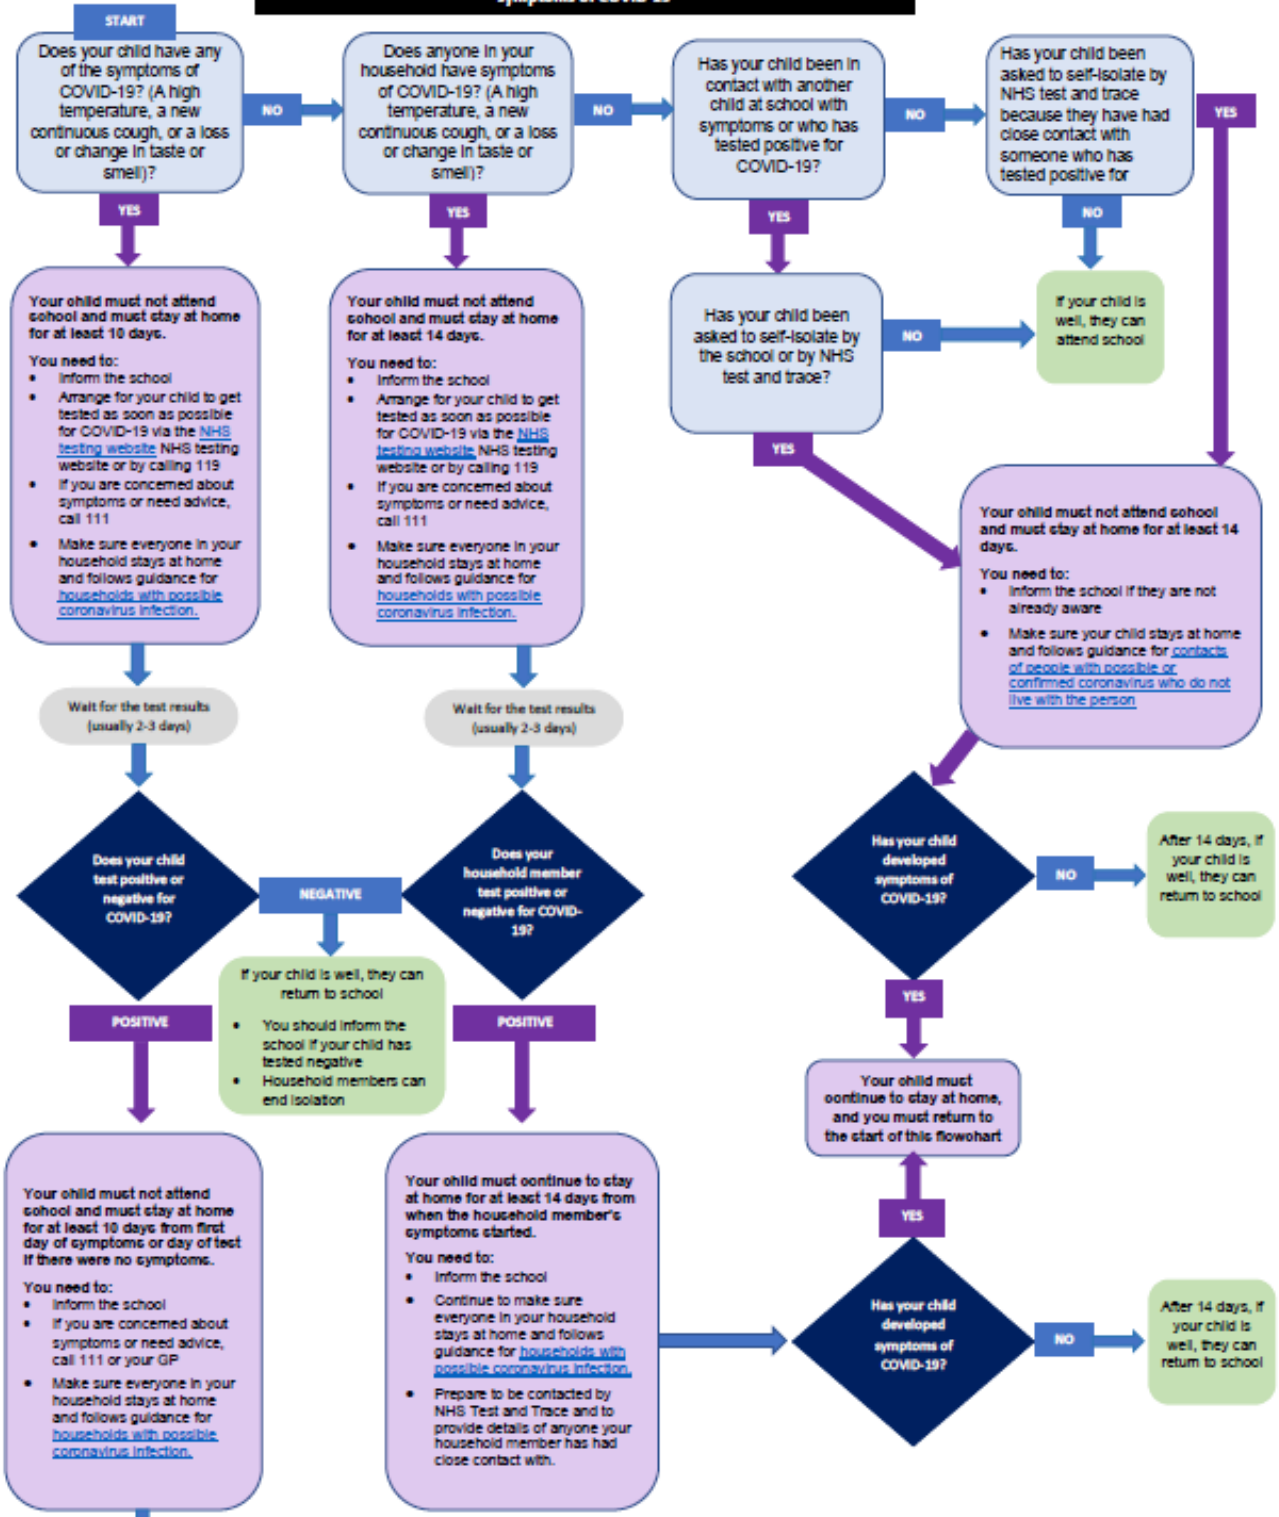 symptoms of COVID-19
START
Does your child have any
of the symptoms of
COVID-19? (A high
temperature, a new
continuous cough, or a loss
or change in taste or
smell)?
NO
Does anyone in your
household have symptoms
of COVID-19? (A high
temperature, a new
continuous cough, or a loss
or change in taste or
smell)?
NO
Has your child been in
contact with another
child at school with
symptoms or who has
tested positive for
COVID-19?
NO
Has your child been
asked to self-isolate by
NHS test and trace
because they have had
close contact with
someone who has
tested positive for
YES
YES
YES
YES
NO
Your child must not attend
school and must stay at home
for at least 10 days.
You need to:
• Inform the school
• Arrange for your child to get
tested as soon as possible
for COVID-19 via the NHS
testing website NHS testing
website or by calling 119
• If you are concerned about
symptoms or need advice,
call 111
• Make sure everyone in your
household stays at home
and follows guidance for
households with possible
coronavirus infection.
Your child must not attend
school and must stay at home
for at least 14 days.
You need to:
• Inform the school
• Arrange for your child to get
tested as soon as possible
for COVID-19 via the NHS
testing website NHS testing
website or by calling 119
• If you are concerned about
symptoms or need advice,
call 111
• Make sure everyone in your
household stays at home
and follows guidance for
households with possible
coronavirus infection.
Has your child been
asked to self-isolate by
the school or by NHS
test and trace?
NO
If your child is
well, they can
attend school
YES
Your child must not attend school
and must stay at home for at least 14
days.
You need to:
• Inform the school if they are not
already aware
• Make sure your child stays at home
and follows guidance for contacts
of people with possible or
confirmed coronavirus who do not
live with the person
Wait for the test results
(usually 2-3 days)
Wait for the test results
(usually 2-3 days)
Does your child
test positive or
negative for
COVID-19?
NEGATIVE
Does your
household member
test positive or
negative for COVID-
19?
Has your child
developed
symptoms of
COVID-19?
NO
After 14 days, if
your child is
well, they can
return to school
If your child is well, they can
return to school
• You should inform the
school if your child has
tested negative
• Household members can
end isolation
POSITIVE
POSITIVE
YES
Your child must
continue to stay at home,
and you must return to
the start of this flowchart
YES
Your child must not attend
school and must stay at home
for at least 10 days from first
day of symptoms or day of test
if there were no symptoms.
You need to:
• Inform the school
• If you are concerned about
symptoms or need advice,
call 111 or your GP
• Make sure everyone in your
household stays at home
and follows guidance for
households with possible
coronavirus infection.
Your child must continue to stay
at home for at least 14 days from
when the household member's
symptoms started.
You need to:
• Inform the school
• Continue to make sure
everyone in your household
stays at home and follows
guidance for households with
possible coronavirus infection.
• Prepare to be contacted by
NHS Test and Trace and to
provide details of anyone your
household member has had
close contact with.
Has your child
developed
symptoms of
COVID-19?
NO
After 14 days, if
your child is
well, they can
return to school